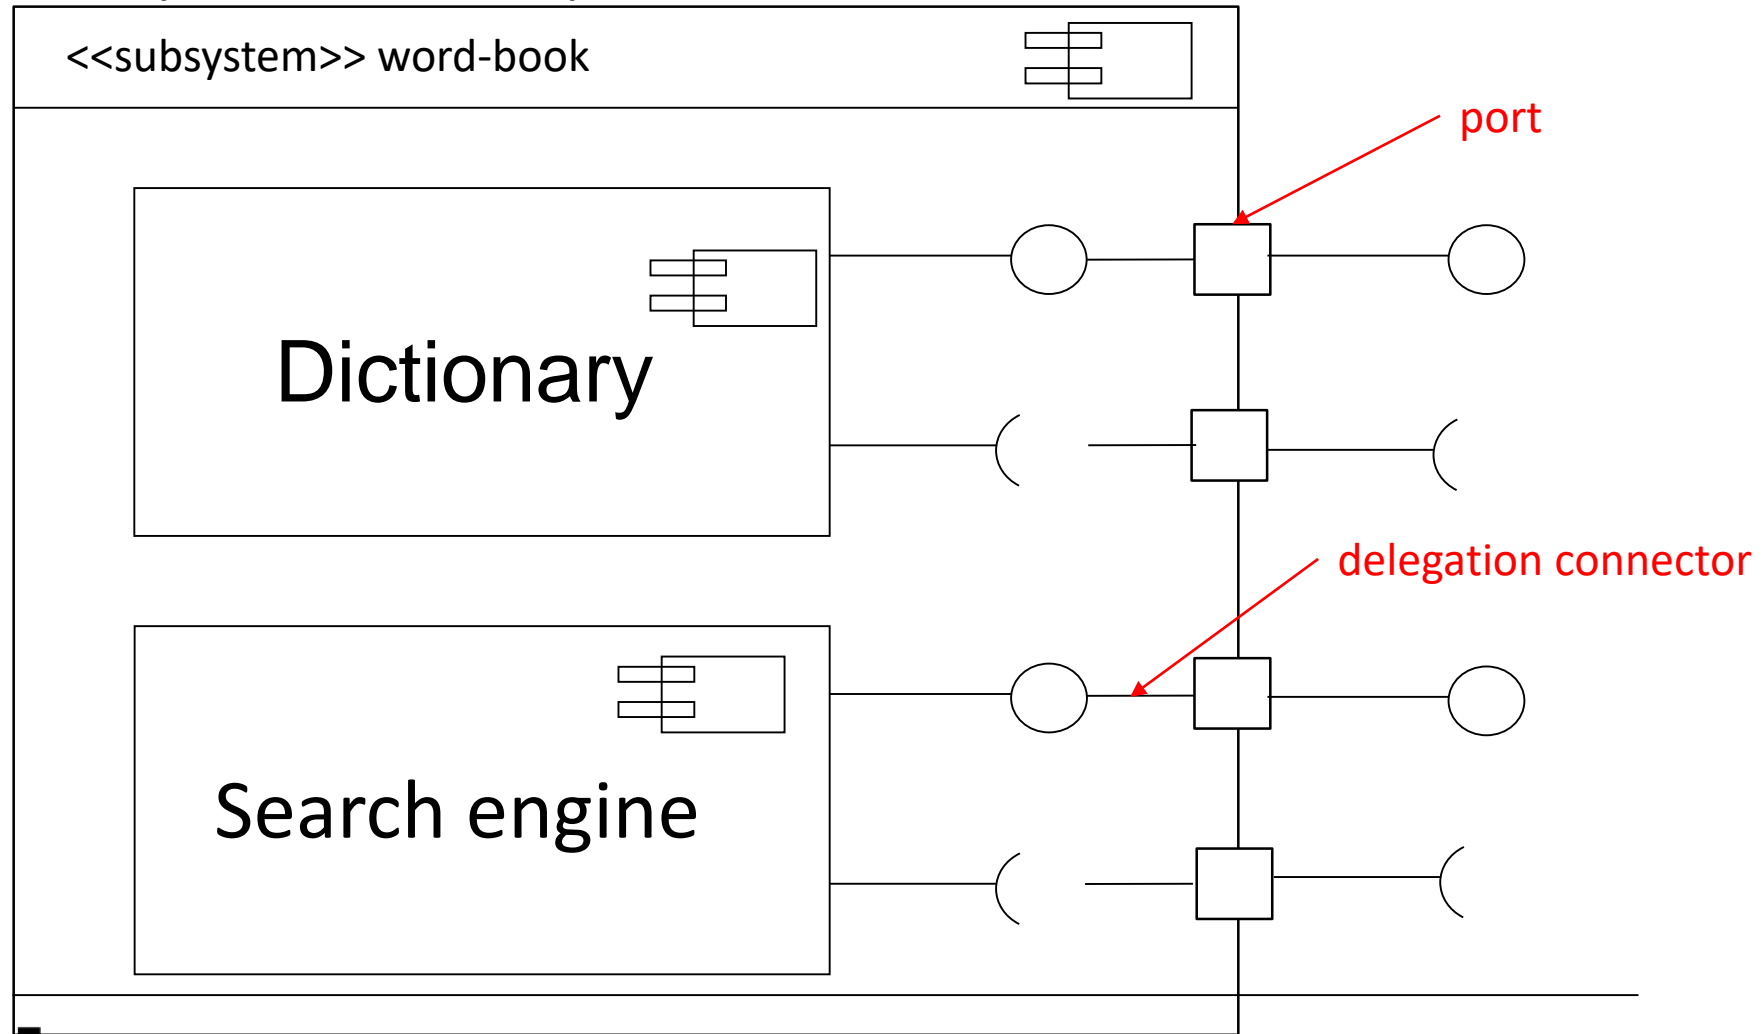 <<subsystem>> word-book
port
Dictionary
delegation connector
Search engine